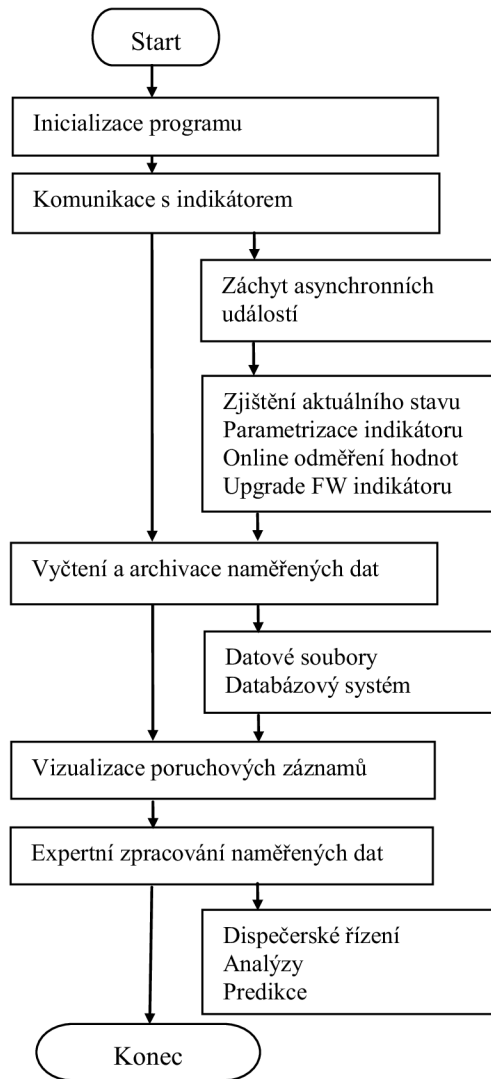 Start
Inicializace programu
Komunikace s indikátorem
Záchyt asynchronních
událostí
Zjištění aktuálního stavu
Parametrizace indikátoru
Online odměření hodnot
Upgrade FW indikátoru
Vyčtení a archivace naměřených dat
Datové soubory
Databázový systém
Vizualizace poruchových záznamů
Expertní zpracování naměřených dat
Dispečerské řízení
Analýzy
Predikce
Konec